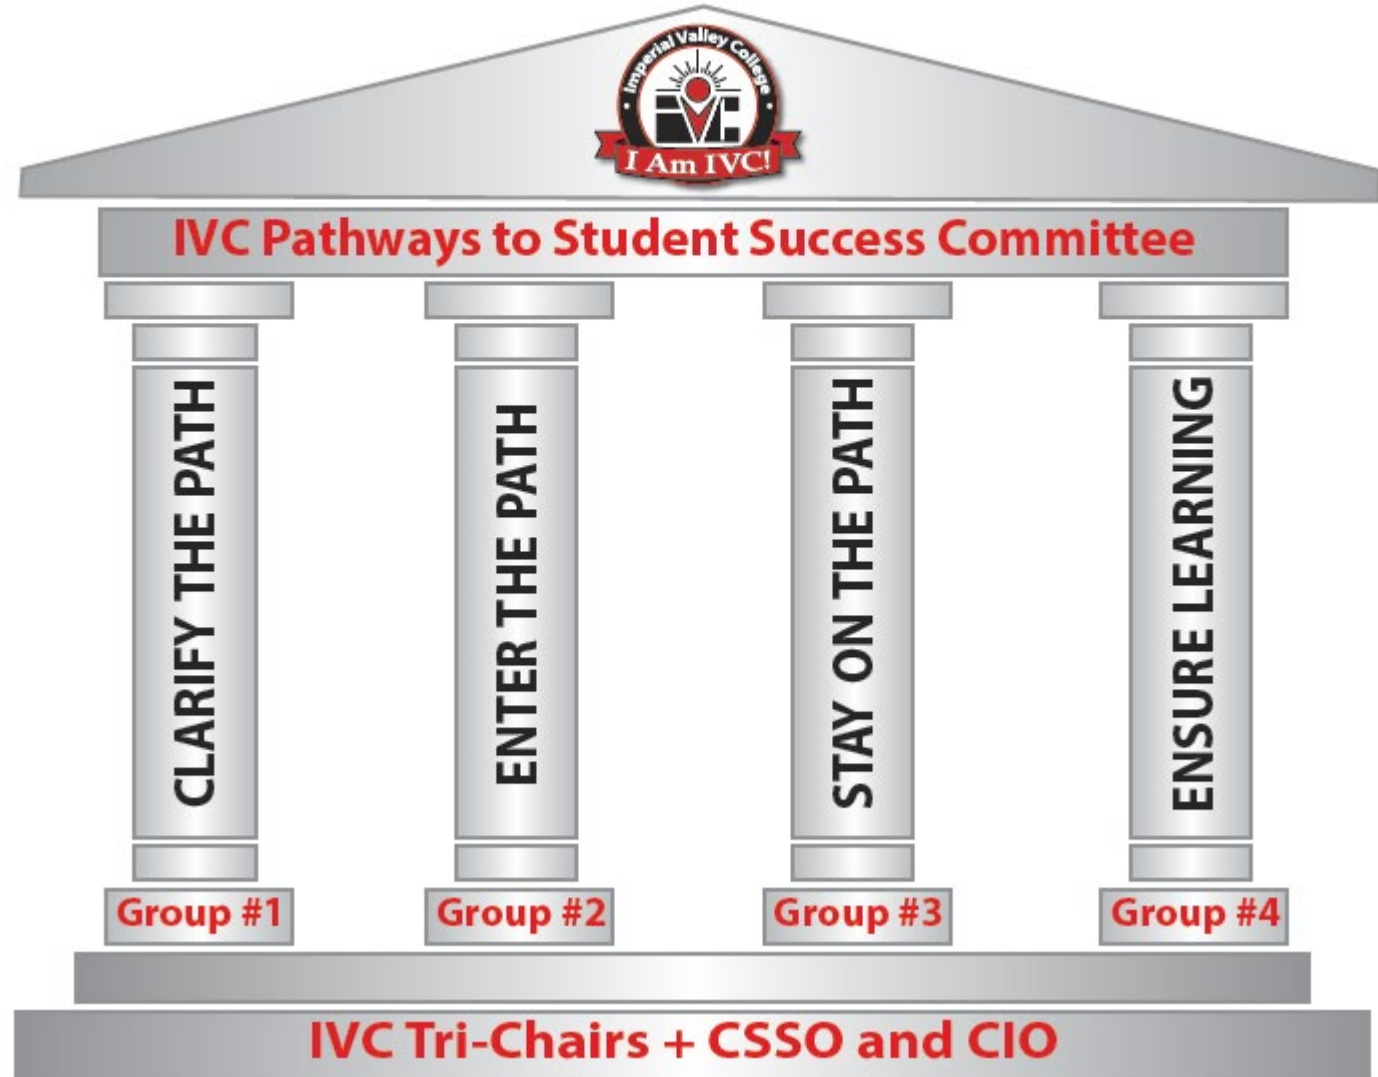 Imperial Valley College
IVC
I Am IVC!
IVC Pathways to Student Success Committee
CLARIFY THE PATH
ENTER THE PATH
STAY ON THE PATH
ENSURE LEARNING
Group #1
Group #2
Group #3
Group #4
IVC Tri-Chairs + CSSO and CIO